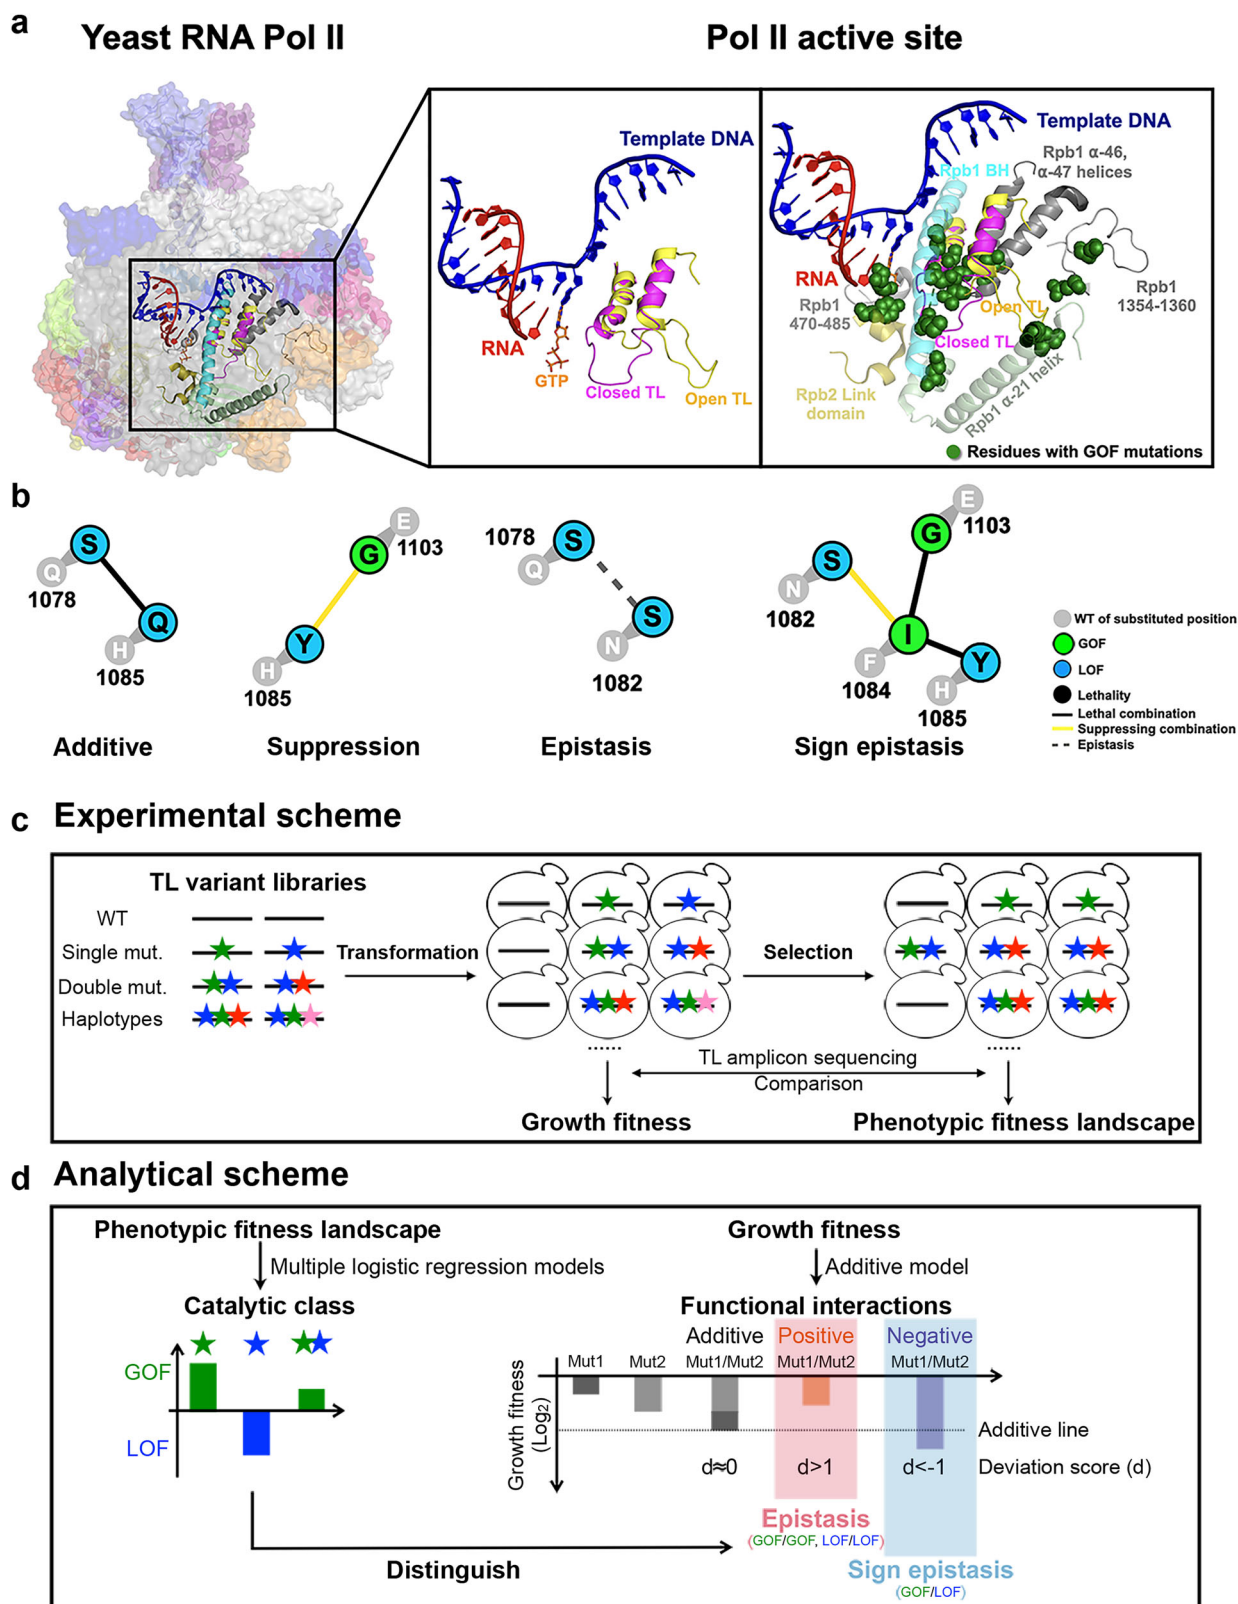 a
Yeast RNA Pol II
Pol II active site
Template DNA
RNA
GTP
Closed TL
Open TL
Template DNA
Rpb1 BH
Rpb1 α-46,
α-47 helices
RNA
Rpb1
470-485
Open TL
Closed TL
Rpb1
1354-1360
Rpb2 Link
domain
Rpb1 α-21 helix
Residues with GOF mutations
b
S
Q
1078
Q
H
1085
Additive
E
G
1103
Y
H
1085
Suppression
1078
S
Q
S
N
1082
Epistasis
E
G
1103
S
N
1082
I
F
1084
Y
H
1085
Sign epistasis
WT of substituted position
GOF
LOF
Lethality
Lethal combination
Suppressing combination
Epistasis
c
Experimental scheme
TL variant libraries
WT
Single mut.
Double mut.
Haplotypes
Transformation
Selection
......
......
TL amplicon sequencing
Comparison
Growth fitness
Phenotypic fitness landscape
d
Analytical scheme
Phenotypic fitness landscape
Multiple logistic regression models
Catalytic class
GOF
LOF
Growth fitness
Additive model
Functional interactions
Additive
Positive
Negative
Mut1
Mut2
Mut1/Mut2
Mut1/Mut2
Mut1/Mut2
Growth fitness
(Log2)
Additive line
d≈0
d>1
d<-1
Deviation score (d)
Epistasis
(GOF/GOF, LOF/LOF)
Distinguish
Sign epistasis
(GOF/LOF)